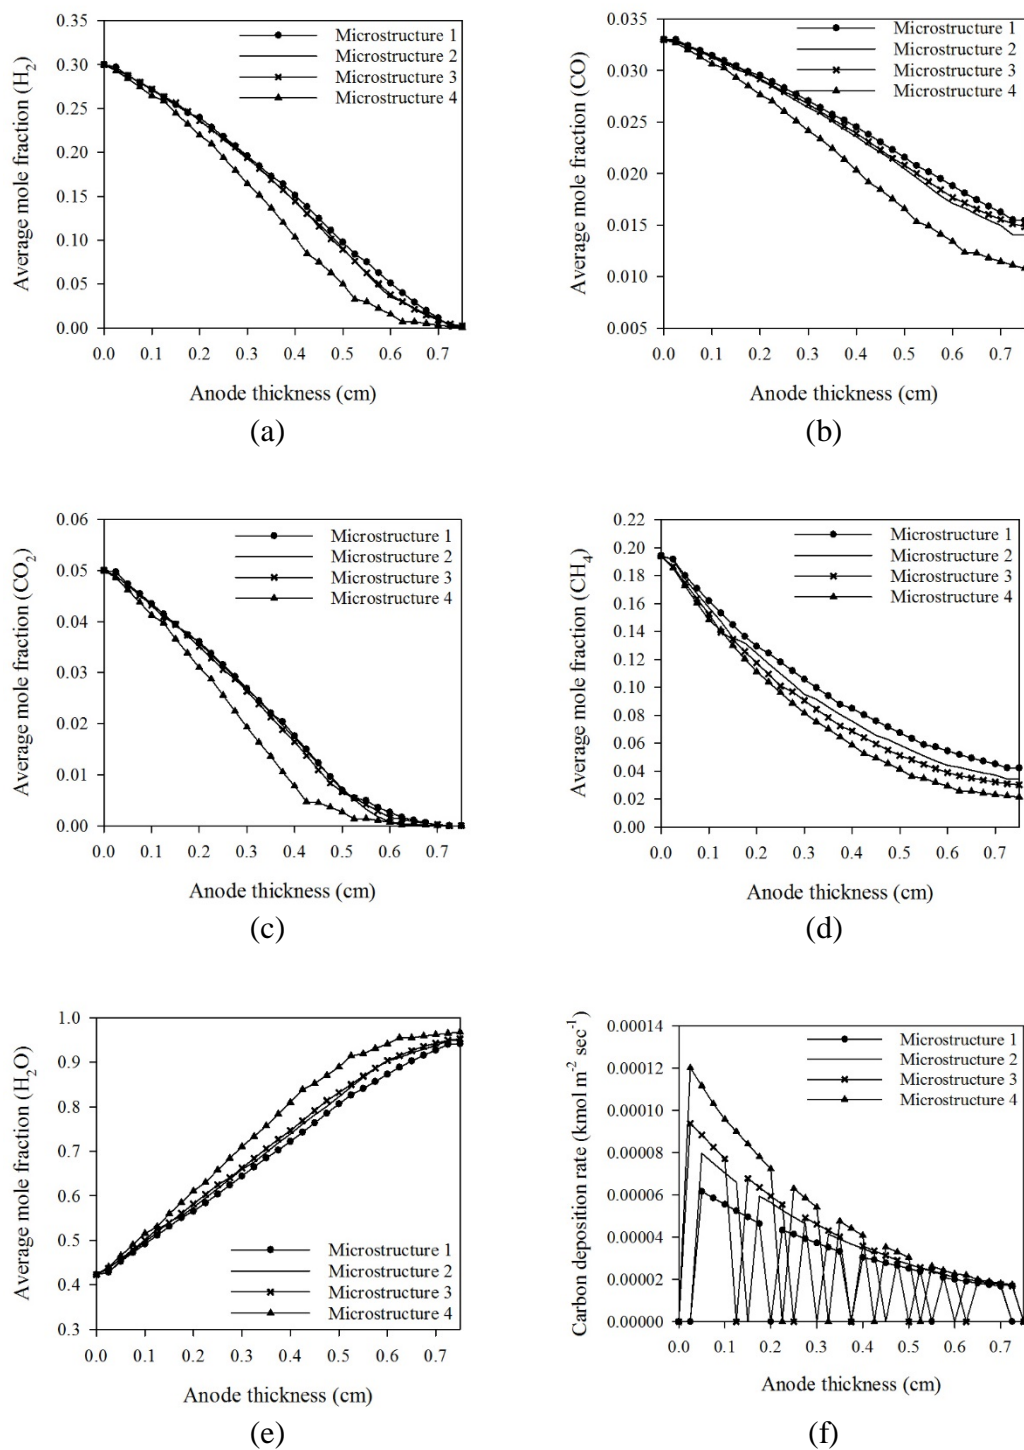 0.35
0.30
0.25
0.20
0.15
0.10
0.05
0.00
Average mole fraction (H2)
Microstructure 1
Microstructure 2
Microstructure 3
Microstructure 4
0.0 0.1 0.2 0.3 0.4 0.5 0.6 0.7
Anode thickness (cm)
(a)
0.035
0.030
0.025
0.020
0.015
0.010
0.005
Average mole fraction (CO)
Microstructure 1
Microstructure 2
Microstructure 3
Microstructure 4
0.0 0.1 0.2 0.3 0.4 0.5 0.6 0.7
Anode thickness (cm)
(b)
0.06
0.05
0.04
0.03
0.02
0.01
0.00
Average mole fraction (CO2)
Microstructure 1
Microstructure 2
Microstructure 3
Microstructure 4
0.0 0.1 0.2 0.3 0.4 0.5 0.6 0.7
Anode thickness (cm)
(c)
0.22
0.20
0.18
0.16
0.14
0.12
0.10
0.08
0.06
0.04
0.02
0.00
Average mole fraction (CH4)
Microstructure 1
Microstructure 2
Microstructure 3
Microstructure 4
0.0 0.1 0.2 0.3 0.4 0.5 0.6 0.7
Anode thickness (cm)
(d)
1.0
0.9
0.8
0.7
0.6
0.5
0.4
0.3
Average mole fraction (H2O)
Microstructure 1
Microstructure 2
Microstructure 3
Microstructure 4
0.0 0.1 0.2 0.3 0.4 0.5 0.6 0.7
Anode thickness (cm)
(e)
0.00014
0.00012
0.00010
0.00008
0.00006
0.00004
0.00002
0.00000
Carbon deposition rate (kmol m-2 sec-1)
Microstructure 1
Microstructure 2
Microstructure 3
Microstructure 4
0.0 0.1 0.2 0.3 0.4 0.5 0.6 0.7
Anode thickness (cm)
(f)